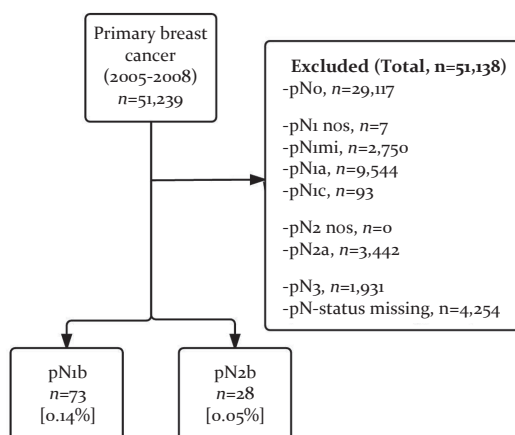 Primary breast
cancer
(2005-2008)
n=51,239
Excluded (Total, n=51,138)
-pN0, n=29,117
-pN1 nos, n=7
-pN1mi, n=2,750
-pN1a, n=9,544
-pN1c, n=93
-pN2 nos, n=0
-pN2a, n=3,442
-pN3, n=1,931
-pN-status missing, n=4,254
pN1b
n=73
[0.14%]
pN2b
n=28
[0.05%]